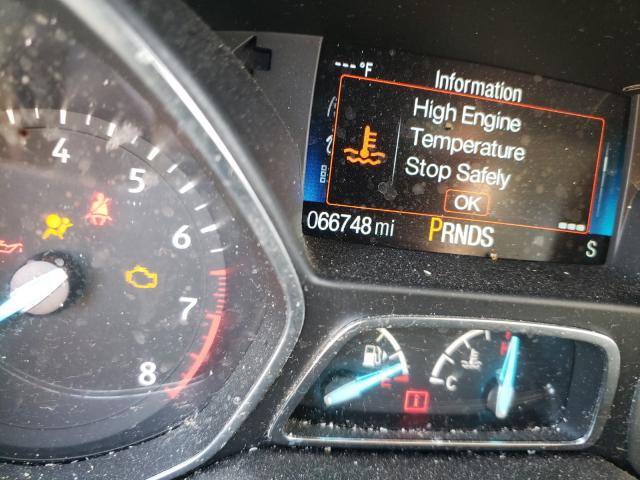 --- °F
Information
High Engine
Temperature
Stop Safely
OK
066748 mi
PRNDS
S
4
5
6
7
8
C
i